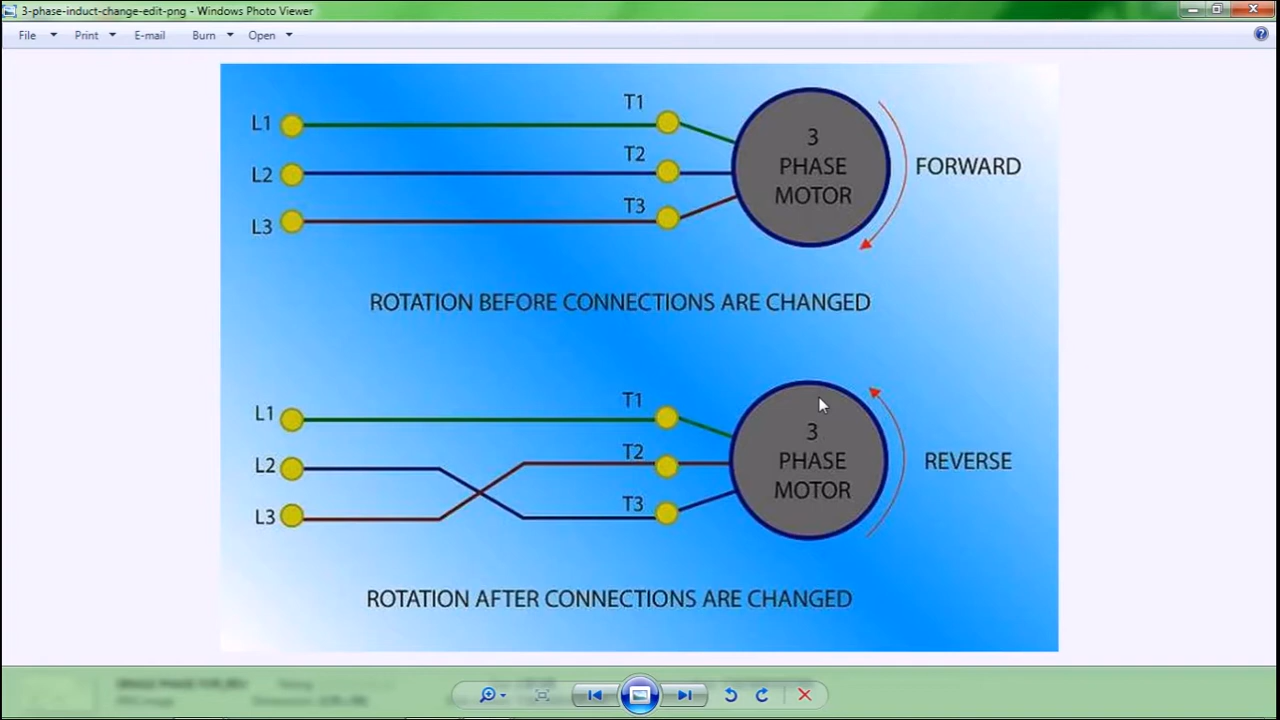 3-phase-induct-change-edit-png - Windows Photo Viewer
File Print E-mail Burn Open
L1
T1
L2
T2
L3
T3
3
PHASE
MOTOR
FORWARD
ROTATION BEFORE CONNECTIONS ARE CHANGED
L1
T1
L2
T2
L3
T3
3
PHASE
MOTOR
REVERSE
ROTATION AFTER CONNECTIONS ARE CHANGED